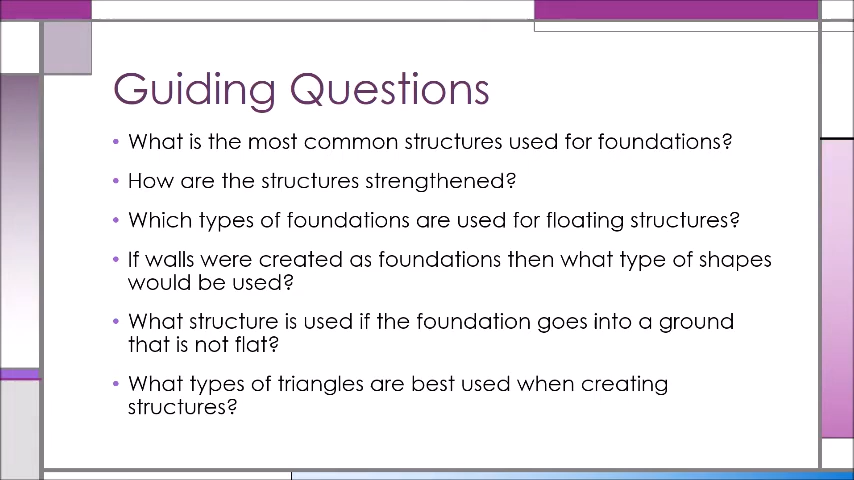 Guiding Questions
• What is the most common structures used for foundations?
• How are the structures strengthened?
• Which types of foundations are used for floating structures?
• If walls were created as foundations then what type of shapes
would be used?
• What structure is used if the foundation goes into a ground
that is not flat?
• What types of triangles are best used when creating
structures?